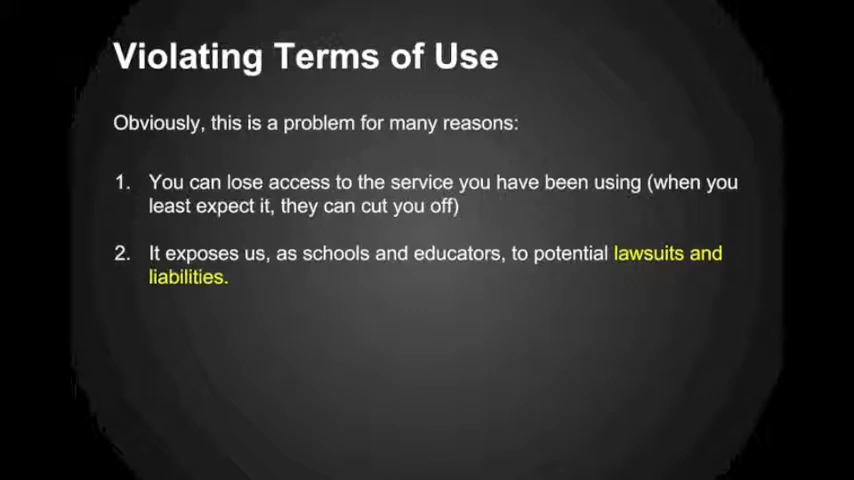 Violating Terms of Use
Obviously, this is a problem for many reasons:
1. You can lose access to the service you have been using (when you
least expect it, they can cut you off)
2. It exposes us, as schools and educators, to potential lawsuits and
liabilities.